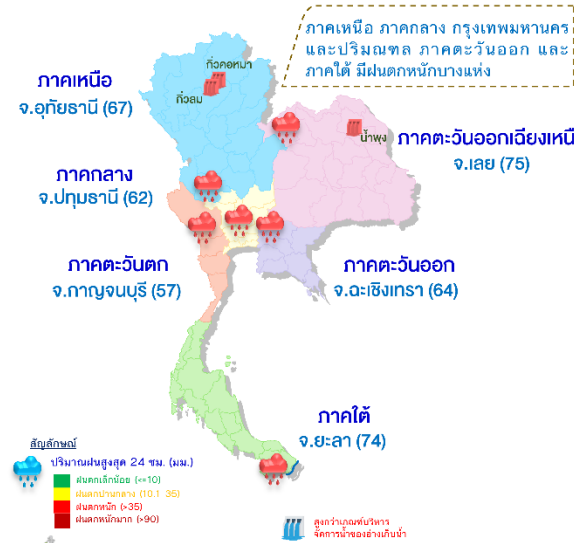 ภาคเหนือ ภาคกลาง กรุงเทพมหานคร
และปริมณฑล ภาคตะวันออก และ
ภาคใต้ มีฝนตกหนักบางแห่ง
กิ่วคอหมา
กิ่วลม
ภาคเหนือ
จ.อุทัยธานี (67)
น้ำพุง
ภาคตะวันออกเฉียงเหนื
จ.เลย (75)
ภาคกลาง
จ.ปทุมธานี (62)
ภาคตะวันตก
จ.กาญจนบุรี (57)
ภาคตะวันออก
จ.ฉะเชิงเทรา (64)
ภาคใต้
จ.ยะลา (74)
สัญลักษณ์
ปริมาณฝนสูงสุด 24 ชม. (มม.)
ฝนตกเล็กน้อย (<=10)
ฝนตกปานกลาง (10.1 35)
ฝนตกหนัก (>35)
ฝนตกหนักมาก (>90)
สูงกว่าเกณฑ์บริหาร
จัดการน้ำของอ่างเก็บน้ำ